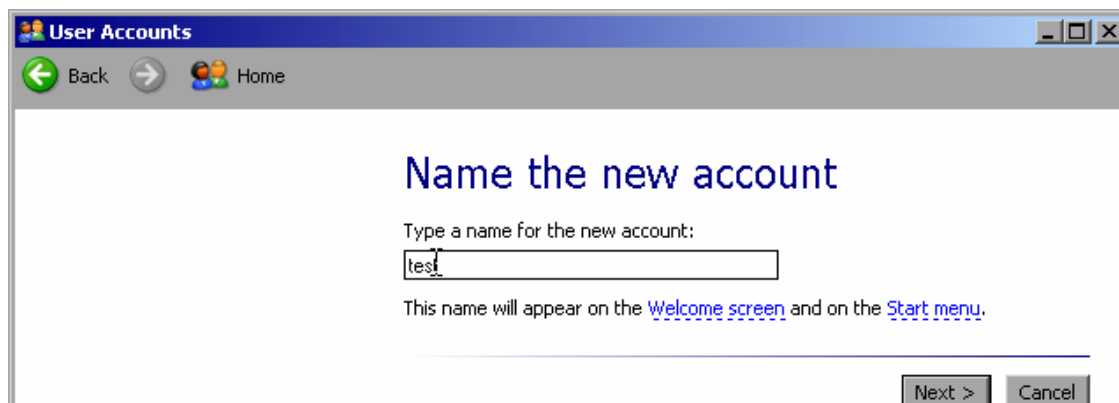 User Accounts
Back Home
Name the new account
Type a name for the new account:
test
This name will appear on the Welcome screen and on the Start menu.
Next > Cancel